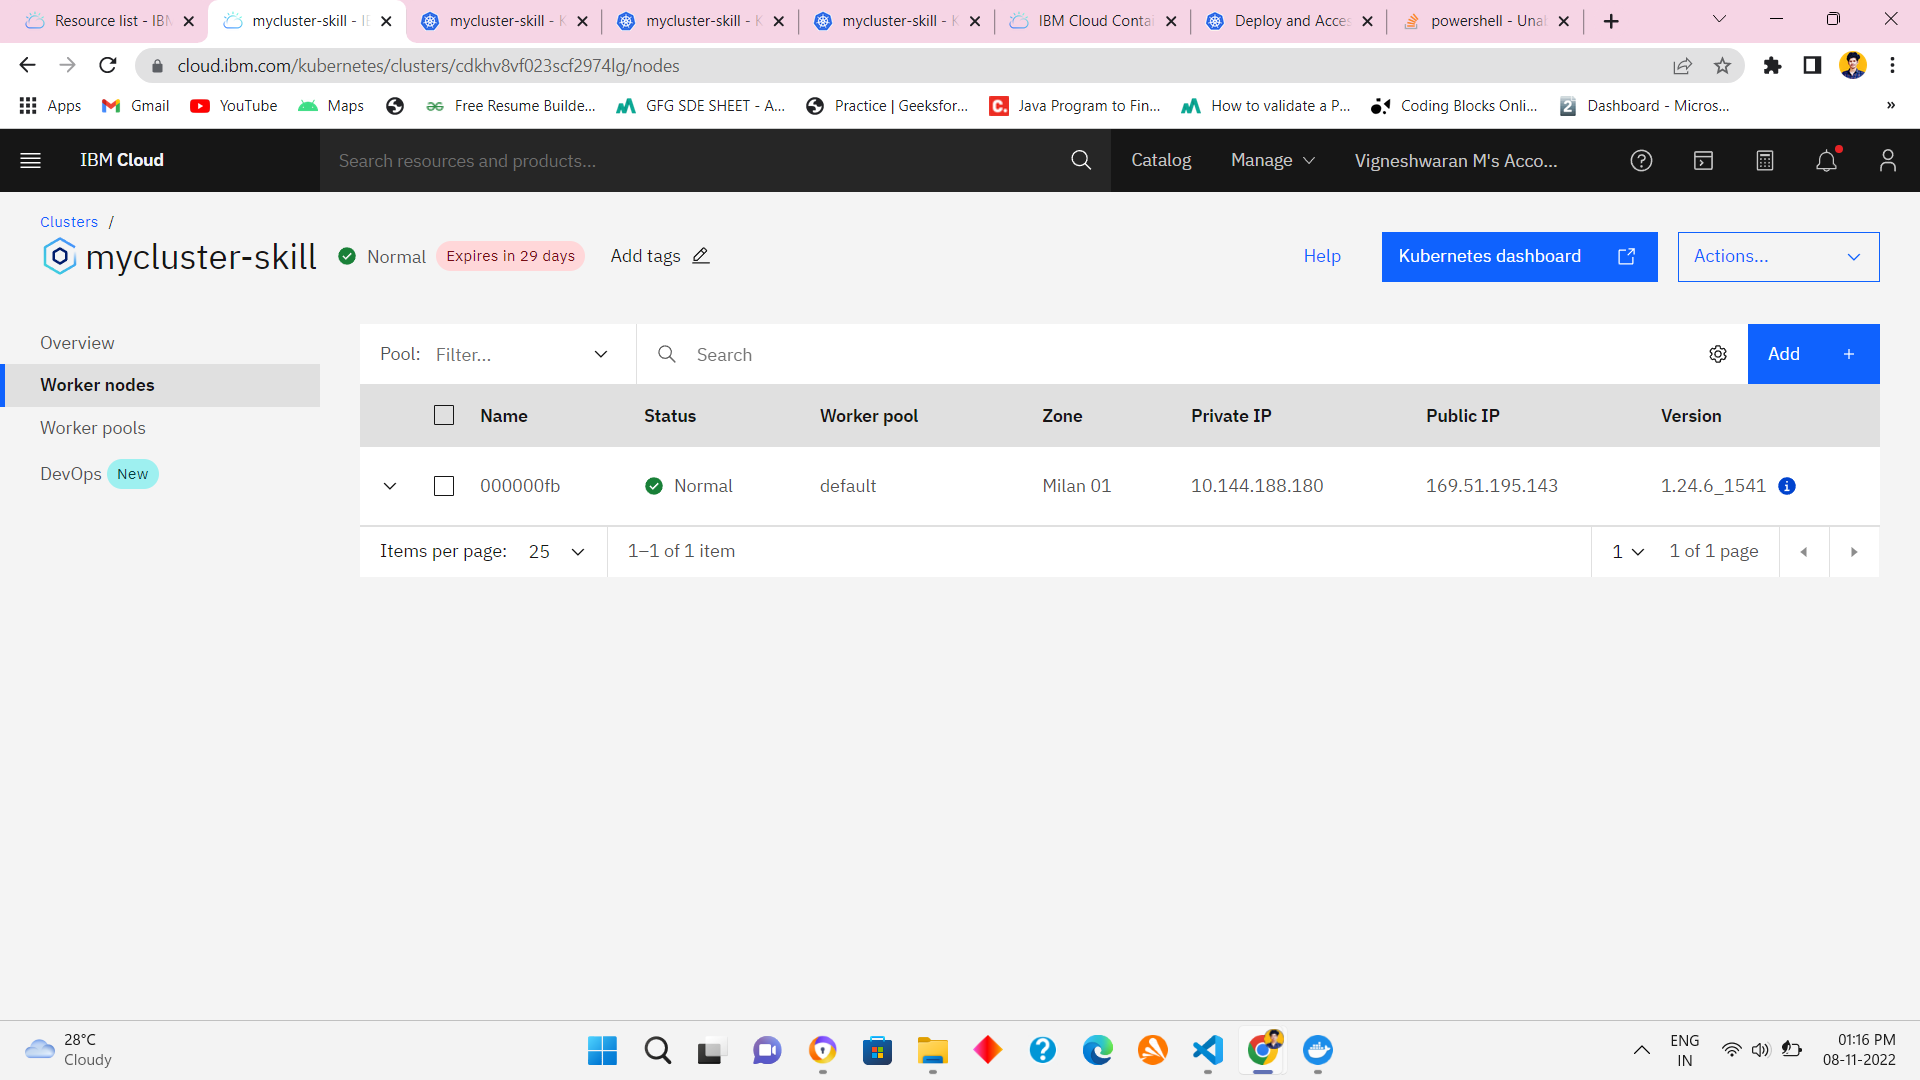 Resource list - IBM
mycluster-skill - IB
mycluster-skill - K
mycluster-skill - K
mycluster-skill - K
IBM Cloud Contai
Deploy and Acces
powershell - Unab
cloud.ibm.com/kubernetes/clusters/cdkhv8vf023scf2974lg/nodes
Apps
Gmail
YouTube
Maps
Free Resume Builde...
GFG SDE SHEET - A...
Practice | Geeksfor...
Java Program to Fin...
How to validate a P...
Coding Blocks Onli...
Dashboard - Micros...
»
IBM Cloud
Search resources and products...
Catalog
Manage
Vigneshwaran M's Acco...
Clusters /
mycluster-skill
Normal
Expires in 29 days
Add tags
Help
Kubernetes dashboard
Actions...
Overview
Worker nodes
Worker pools
DevOps New
Pool: Filter...
Search
Add +
Name Status Worker pool Zone Private IP Public IP Version
000000fb Normal default Milan 01 10.144.188.180 169.51.195.143 1.24.6_1541
Items per page: 25
1–1 of 1 item
1
1 of 1 page
28°C
Cloudy
ENG
IN
01:16 PM
08-11-2022